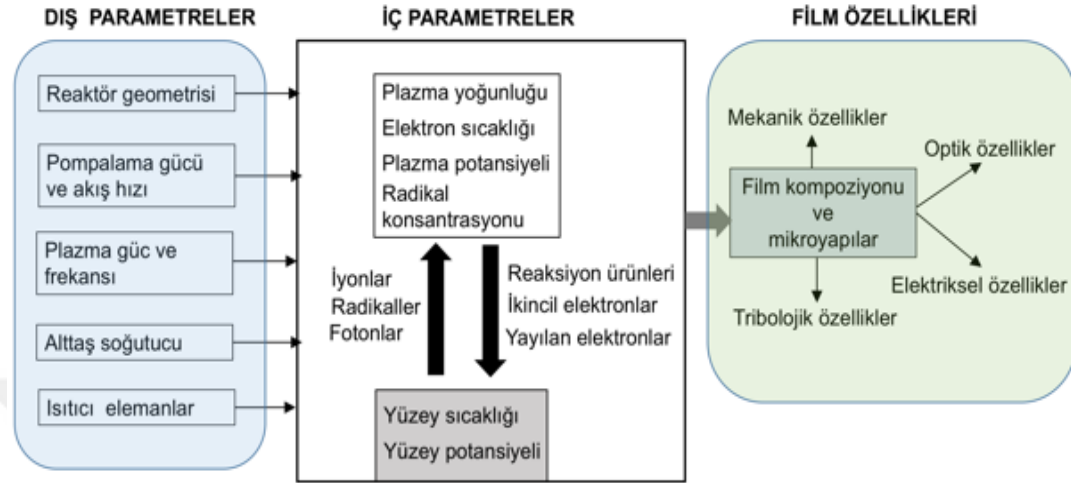 DIŞ PARAMETRELER
Reaktör geometrisi
Pompalama gücü
ve akış hızı
Plazma güc ve
frekansı
Alttaş soğutucu
Isıtıcı elemanlar
İÇ PARAMETRELER
Plazma yoğunluğu
Elektron sıcaklığı
Plazma potansiyeli
Radikal
konsantrasyonu
İyonlar
Radikaller
Fotonlar
Reaksiyon ürünleri
İkincil elektronlar
Yayılan elektronlar
Yüzey sıcaklığı
Yüzey potansiyeli
FİLM ÖZELLİKLERİ
Mekanik özellikler
Optik özellikler
Film kompoziyonu
ve
mikroyapılar
Elektriksel özellikler
Tribolojik özellikler